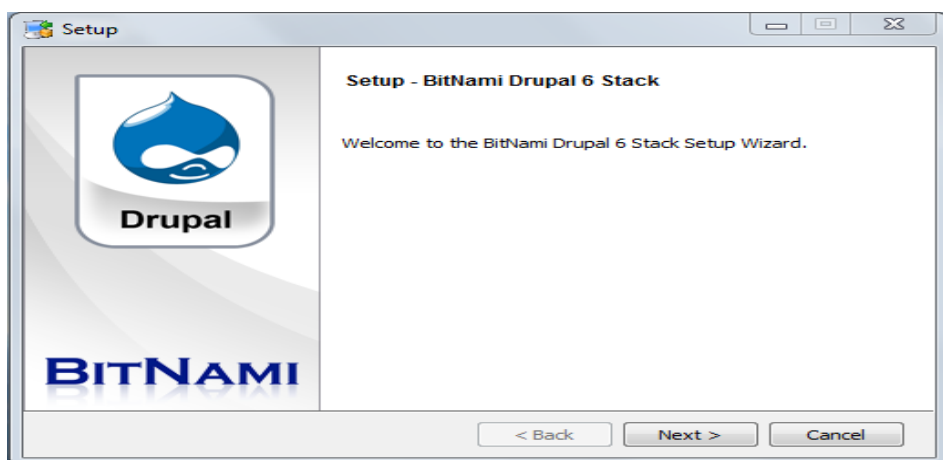 Setup
Setup - BitNami Drupal 6 Stack
Welcome to the BitNami Drupal 6 Stack Setup Wizard.
Drupal
BITNAMI
< Back
Next >
Cancel